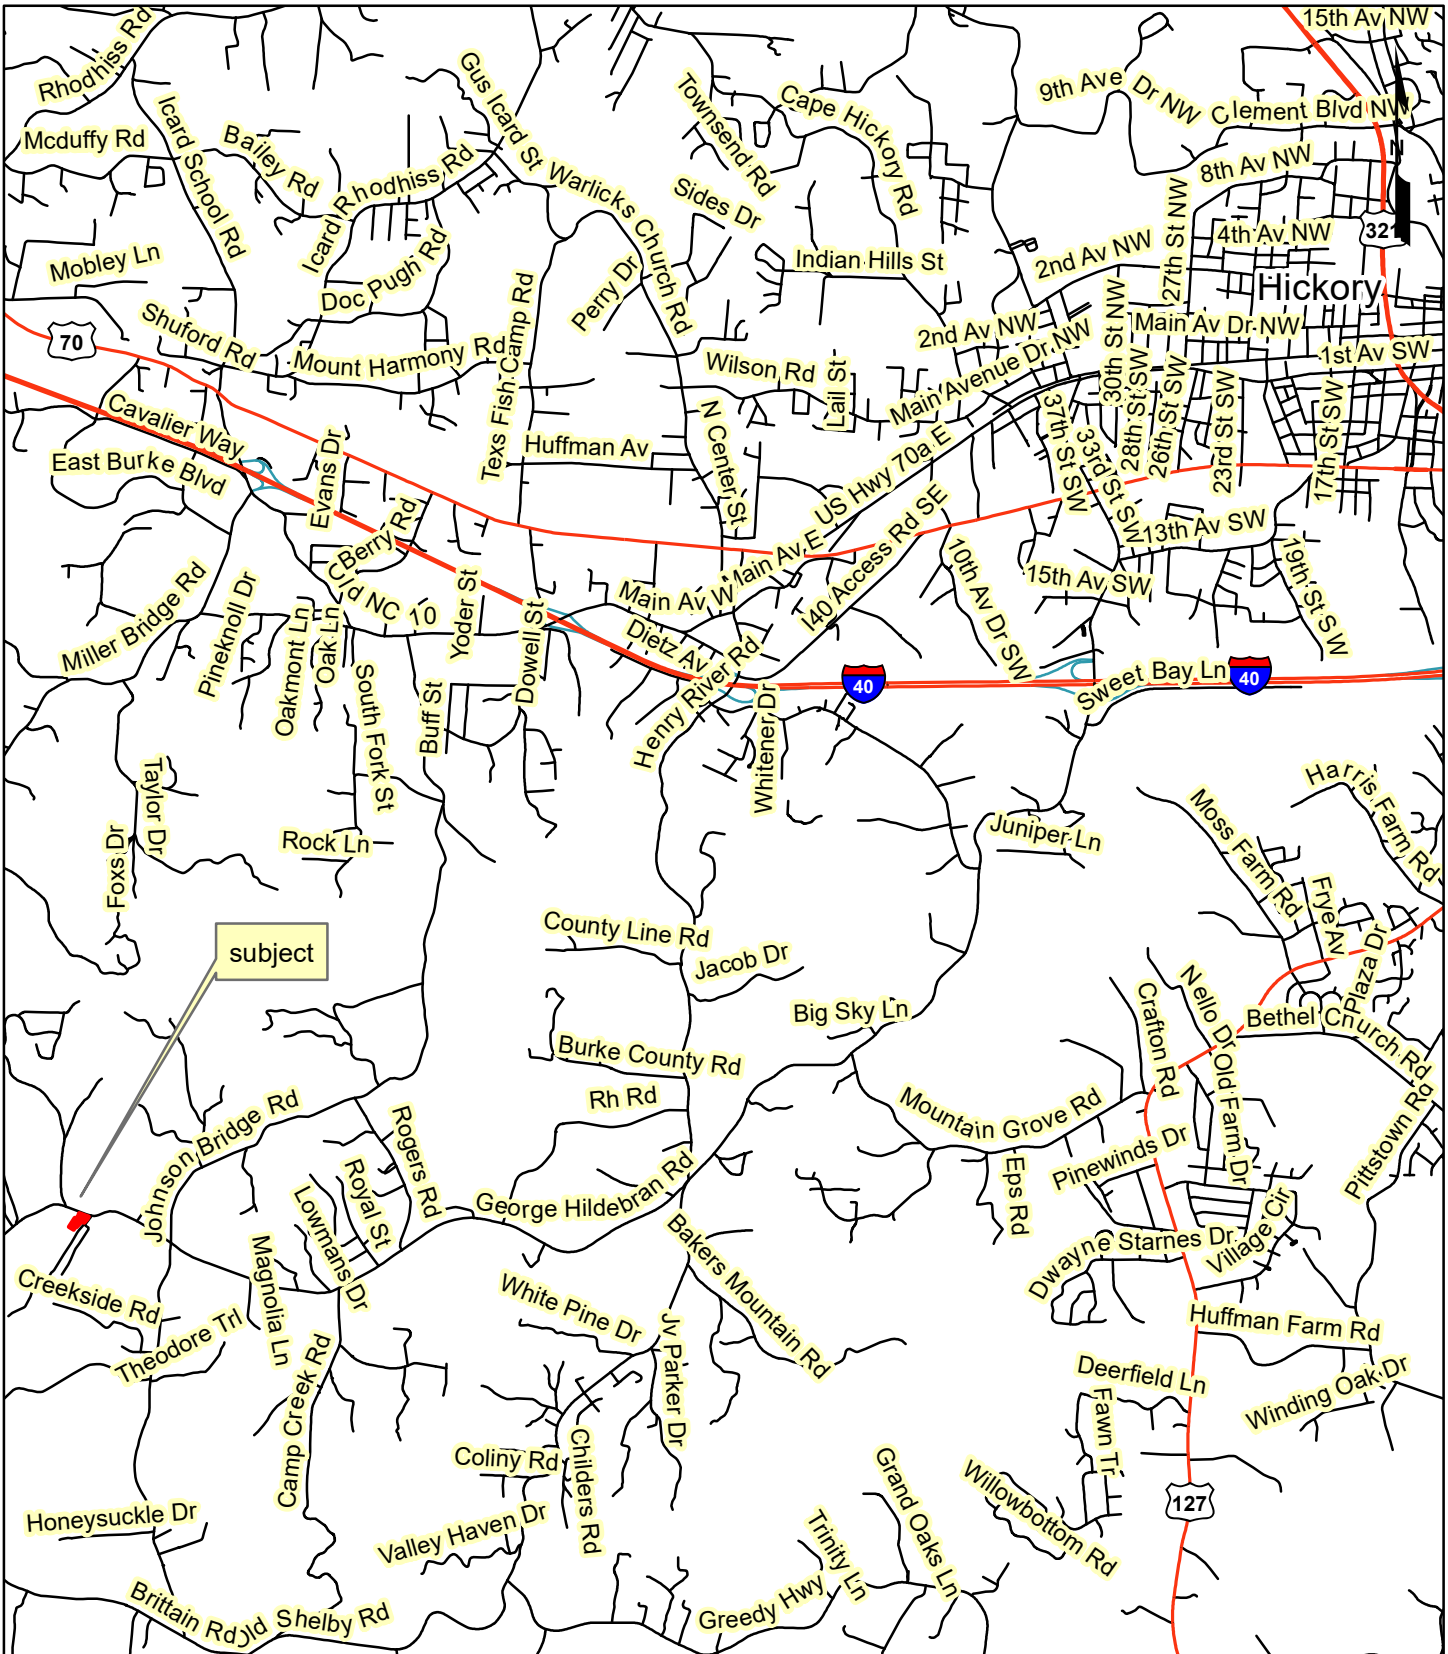 15th Av NW
Rhodhiss Rd
Gus Icard St
Townsend Rd
Cape Hickory Rd
9th Ave Dr NW
Clement Blvd NW
Mcduffy Rd
Icard School Rd
Bailey Rd
Icard Rhodhiss Rd
Warlicks Church Rd
Sides Dr
8th Av NW
N
27th St NW
4th Av NW
321
Mobley Ln
Doc Pugh Rd
Perry Dr
Indian Hills St
2nd Av NW
Hickory
70
Shuford Rd
Mount Harmony Rd
Texs Fish Camp Rd
Wilson Rd
Lail St
2nd Av NW
Main Avenue Dr NW
30th St NW
Main Av Dr NW
1st Av SW
Cavalier Way
East Burke Blvd
Evans Dr
Huffman Av
N Center St
US Hwy 70a E
37th St SW
33rd St SW
28th St SW
26th St SW
23rd St SW
17th St SW
Berry Rd
Old NC 10
Main Av E
I40 Access Rd SE
10th Av Dr SW
13th Av SW
15th Av SW
19th St SW
Miller Bridge Rd
Pineknoll Dr
Oakmont Ln
Oak Ln
Yoder St
Dowell St
Main Av W
Dietz Av
Henry River Rd
Whitener Dr
40
Sweet Bay Ln
40
South Fork St
Buff St
Taylor Dr
Foxs Dr
Rock Ln
Juniper Ln
Moss Farm Rd
Harris Farm Rd
Frye Av
Plaza Dr
subject
County Line Rd
Jacob Dr
Big Sky Ln
Crafton Rd
Nello Dr
Bethel Church Rd
Burke County Rd
Rh Rd
Mountain Grove Rd
Old Farm Dr
Pinewinds Dr
Pittstown Rd
Johnson Bridge Rd
Rogers Rd
Royal St
Lowmans Dr
George Hildebran Rd
Bakers Mountain Rd
Eps Rd
Dwayne Starnes Dr
Village Cir
Creekside Rd
Theodore Trl
Magnolia Ln
White Pine Dr
Jv Parker Dr
Huffman Farm Rd
Deerfield Ln
Winding Oak Dr
Camp Creek Rd
Coliny Rd
Childers Rd
Fawn Tr
127
Honeysuckle Dr
Valley Haven Dr
Grand Oaks Ln
Willowbottom Rd
Trinity Ln
Greedy Hwy
Brittain Rd
Old Shelby Rd